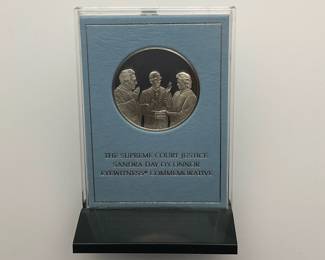 THE SUPREME COURT JUSTICE
SANDRA DAY O'CONNOR
EYEWITNESS® COMMEMORATIVE